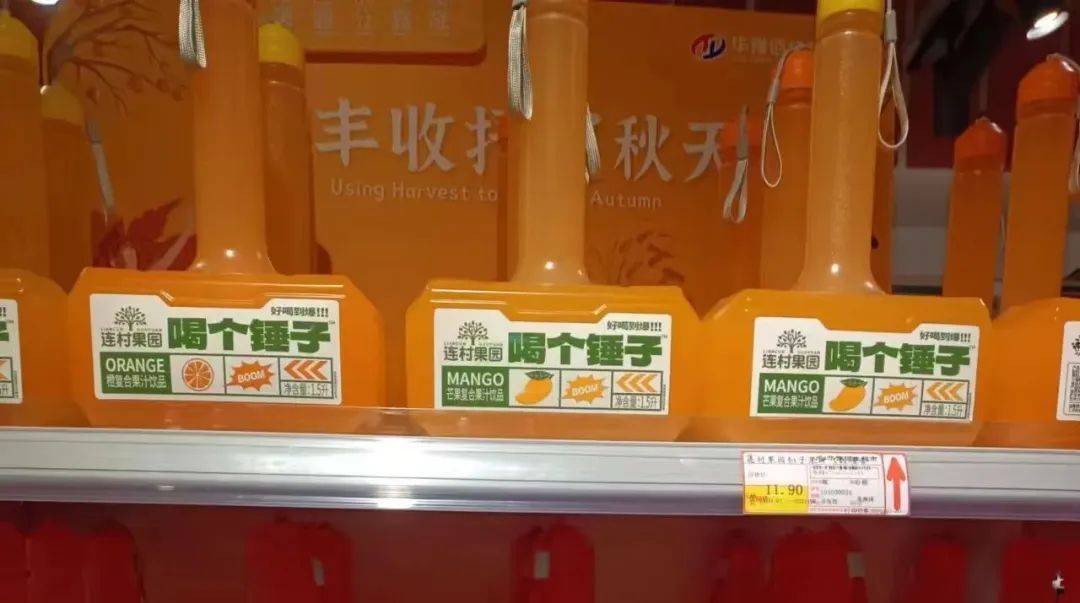 丰收
秋天
Using Harvest to
Autumn
好喝到爆!!!
连村果园
喝个锤子
ORANGE
橙复合果汁饮品
BOOM
净含量:1.5升
好喝到爆!!!
连村果园
喝个锤子
MANGO
芒果复合果汁饮品
BOOM
净含量:1.5升
好喝到爆!!!
连村果园
喝个锤子
MANGO
芒果复合果汁饮品
BOOM
净含量:1.5升
11.90